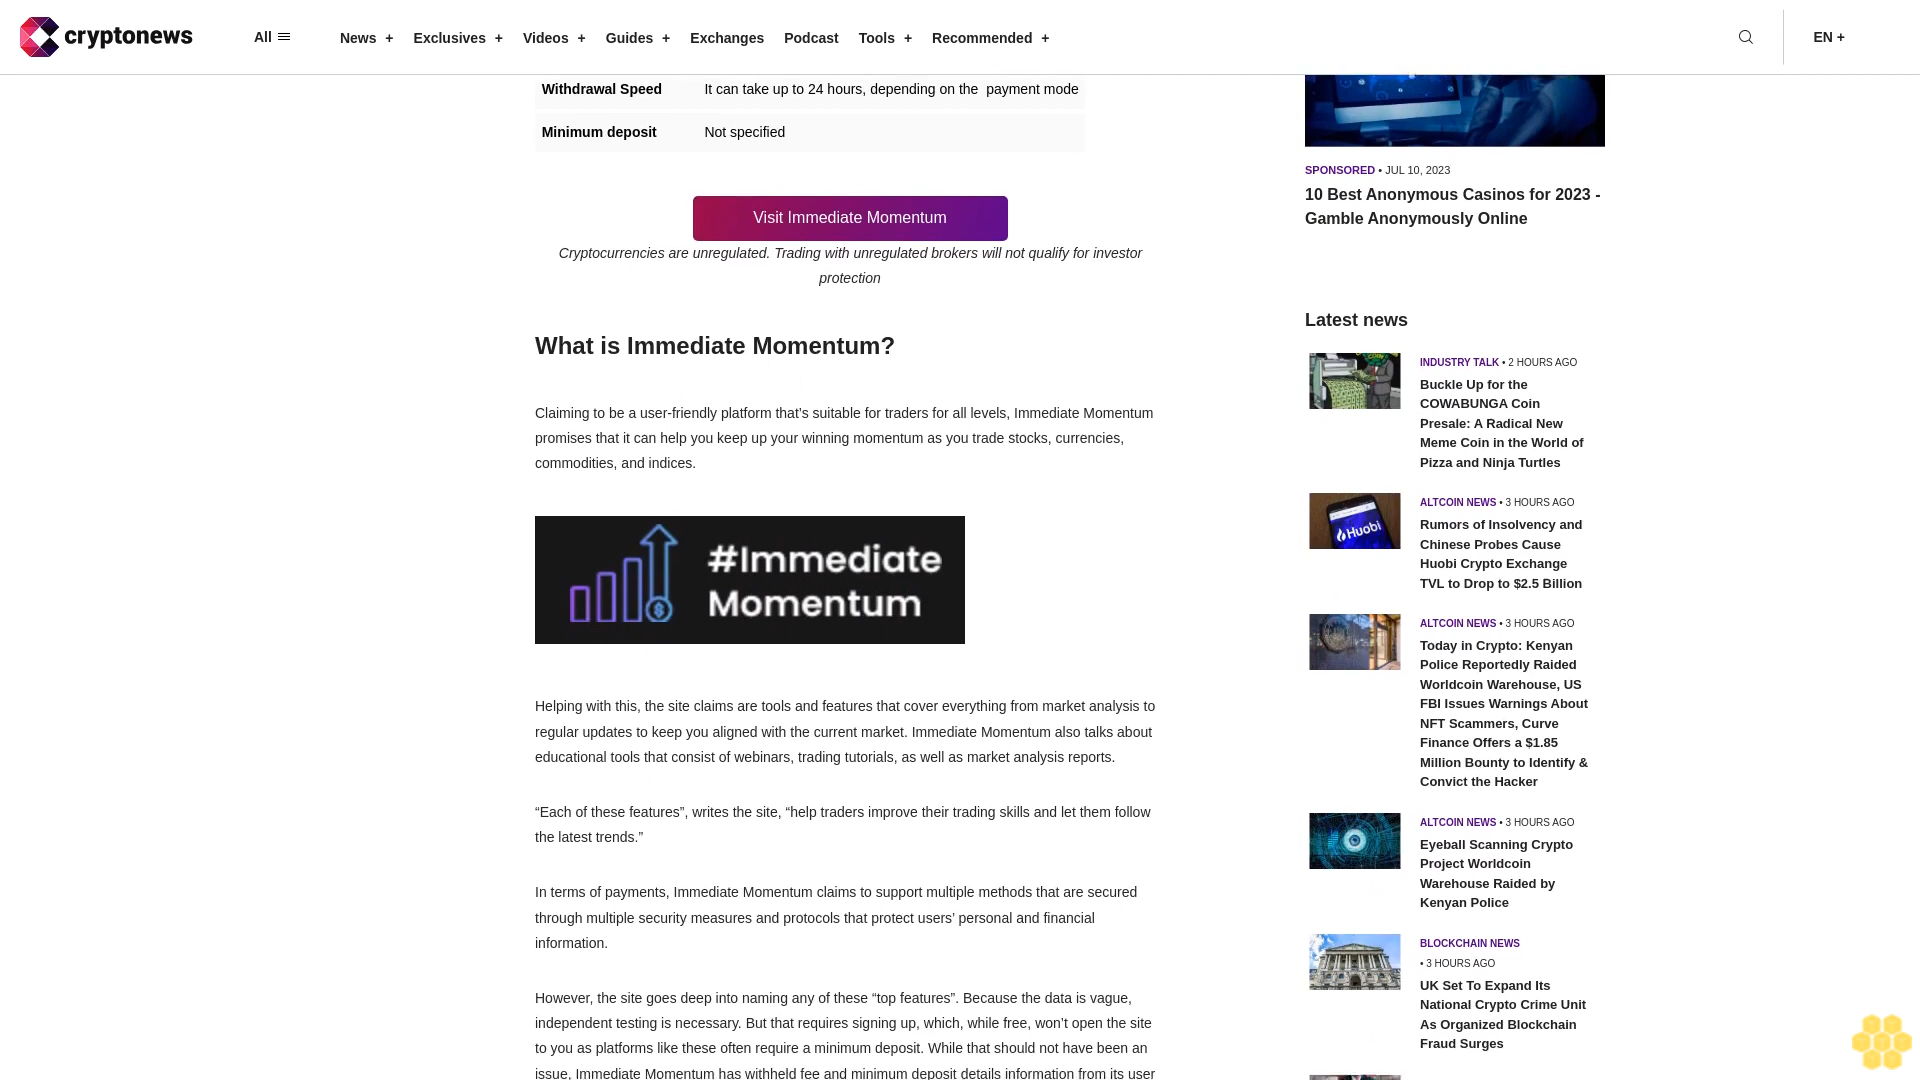 cryptonews
All
News +
Exclusives +
Videos +
Guides +
Exchanges
Podcast
Tools +
Recommended +
EN +
Withdrawal Speed It can take up to 24 hours, depending on the payment mode
Minimum deposit Not specified
Visit Immediate Momentum
Cryptocurrencies are unregulated. Trading with unregulated brokers will not qualify for investor
protection
What is Immediate Momentum?
Claiming to be a user-friendly platform that’s suitable for traders for all levels, Immediate Momentum
promises that it can help you keep up your winning momentum as you trade stocks, currencies,
commodities, and indices.
#Immediate
Momentum
Helping with this, the site claims are tools and features that cover everything from market analysis to
regular updates to keep you aligned with the current market. Immediate Momentum also talks about
educational tools that consist of webinars, trading tutorials, as well as market analysis reports.
“Each of these features”, writes the site, “help traders improve their trading skills and let them follow
the latest trends.”
In terms of payments, Immediate Momentum claims to support multiple methods that are secured
through multiple security measures and protocols that protect users’ personal and financial
information.
However, the site goes deep into naming any of these “top features”. Because the data is vague,
independent testing is necessary. But that requires signing up, which, while free, won’t open the site
to you as platforms like these often require a minimum deposit. While that should not have been an
issue, Immediate Momentum has withheld fee and minimum deposit details information from its user
SPONSORED • JUL 10, 2023
10 Best Anonymous Casinos for 2023 -
Gamble Anonymously Online
Latest news
INDUSTRY TALK • 2 HOURS AGO
Buckle Up for the
COWABUNGA Coin
Presale: A Radical New
Meme Coin in the World of
Pizza and Ninja Turtles
Huobi
ALTCOIN NEWS • 3 HOURS AGO
Rumors of Insolvency and
Chinese Probes Cause
Huobi Crypto Exchange
TVL to Drop to $2.5 Billion
ALTCOIN NEWS • 3 HOURS AGO
Today in Crypto: Kenyan
Police Reportedly Raided
Worldcoin Warehouse, US
FBI Issues Warnings About
NFT Scammers, Curve
Finance Offers a $1.85
Million Bounty to Identify &
Convict the Hacker
ALTCOIN NEWS • 3 HOURS AGO
Eyeball Scanning Crypto
Project Worldcoin
Warehouse Raided by
Kenyan Police
BLOCKCHAIN NEWS
• 3 HOURS AGO
UK Set To Expand Its
National Crypto Crime Unit
As Organized Blockchain
Fraud Surges